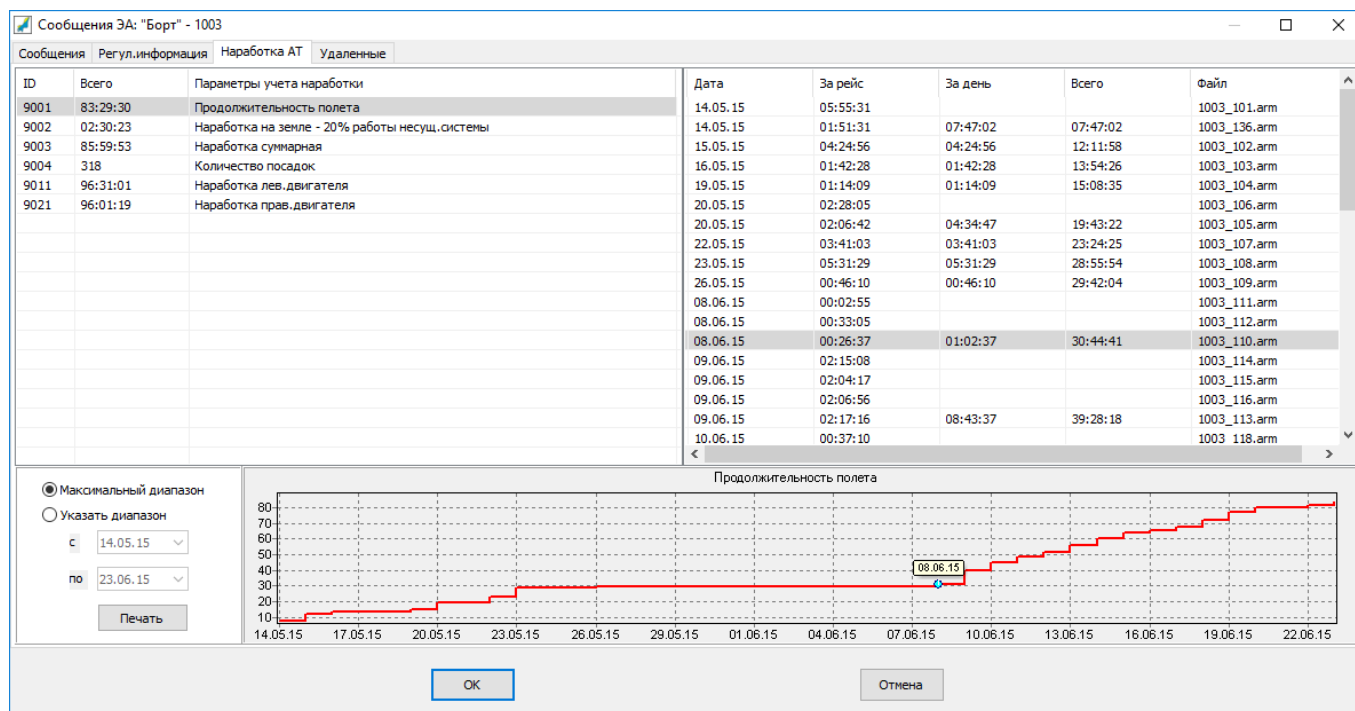 Сообщения ЭА: "Борт" - 1003
Сообщения Регул.информация Наработка АТ Удаленные
ID Всего Параметры учета наработки
9001 83:29:30 Продолжительность полета
9002 02:30:23 Наработка на земле - 20% работы несущ.системы
9003 85:59:53 Наработка суммарная
9004 318 Количество посадок
9011 96:31:01 Наработка лев.двигателя
9021 96:01:19 Наработка прав.двигателя
Дата За рейс За день Всего Файл
14.05.15 05:55:31 1003_101.arm
14.05.15 01:51:31 07:47:02 07:47:02 1003_136.arm
15.05.15 04:24:56 04:24:56 12:11:58 1003_102.arm
16.05.15 01:42:28 01:42:28 13:54:26 1003_103.arm
19.05.15 01:14:09 01:14:09 15:08:35 1003_104.arm
20.05.15 02:28:05 1003_106.arm
20.05.15 02:06:42 04:34:47 19:43:22 1003_105.arm
22.05.15 03:41:03 03:41:03 23:24:25 1003_107.arm
23.05.15 05:31:29 05:31:29 28:55:54 1003_108.arm
26.05.15 00:46:10 00:46:10 29:42:04 1003_109.arm
08.06.15 00:02:55 1003_111.arm
08.06.15 00:33:05 1003_112.arm
08.06.15 00:26:37 01:02:37 30:44:41 1003_110.arm
09.06.15 02:15:08 1003_114.arm
09.06.15 02:04:17 1003_115.arm
09.06.15 02:06:56 1003_116.arm
09.06.15 02:17:16 08:43:37 39:28:18 1003_113.arm
10.06.15 00:37:10 1003_118.arm
Максимальный диапазон
Указать диапазон
с 14.05.15
по 23.06.15
Печать
Продолжительность полета
80
70
60
50
40
30
20
10
08.06.15
14.05.15 17.05.15 20.05.15 23.05.15 26.05.15 29.05.15 01.06.15 04.06.15 07.06.15 10.06.15 13.06.15 16.06.15 19.06.15 22.06.15
OK Отмена